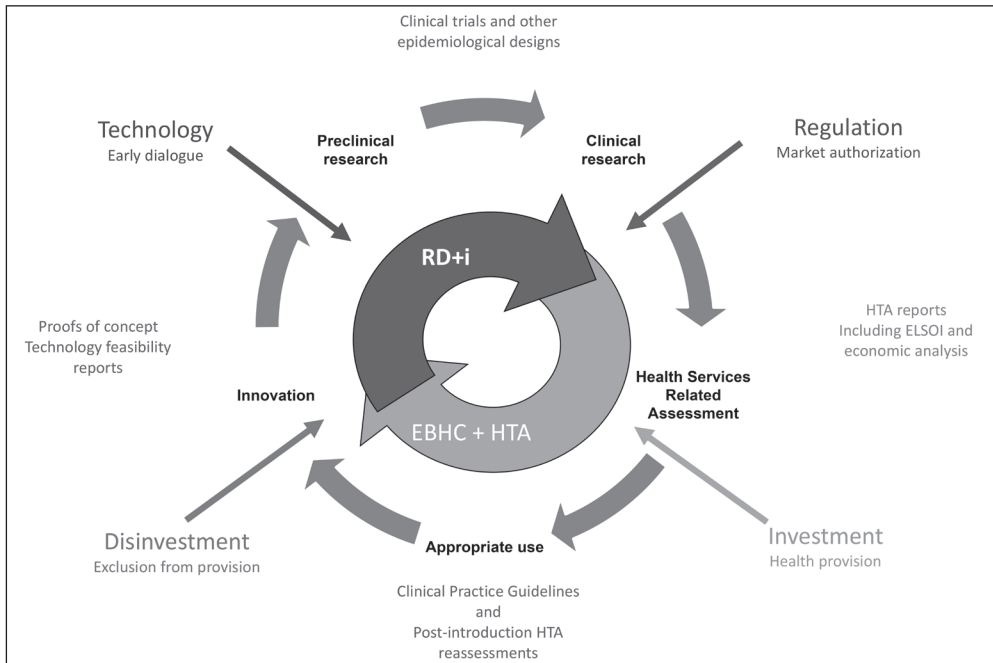 Clinical trials and other
epidemiological designs
Technology
Early dialogue
Preclinical
research
Clinical
research
Regulation
Market authorization
RD+i
Proofs of concept
Technology feasibility
reports
HTA reports
Including ELSOI and
economic analysis
Innovation
Health Services
Related
Assessment
EBHC + HTA
Disinvestment
Exclusion from provision
Appropriate use
Investment
Health provision
Clinical Practice Guidelines
and
Post-introduction HTA
reassessments